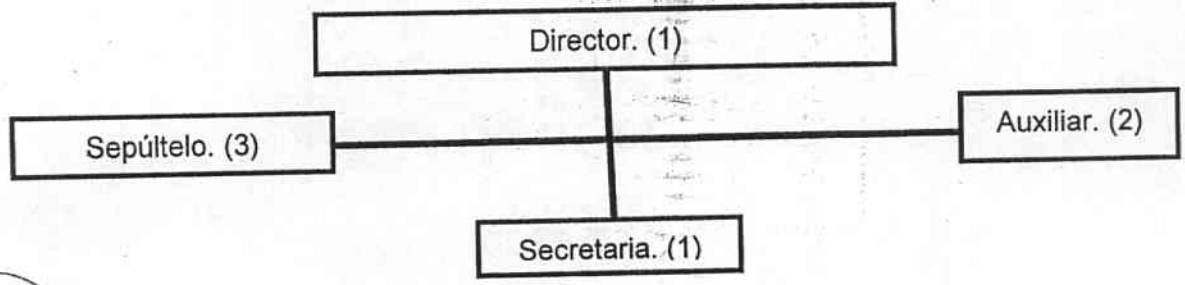 Director. (1)
Sepúltelo. (3)
Auxiliar. (2)
Secretaria. (1)